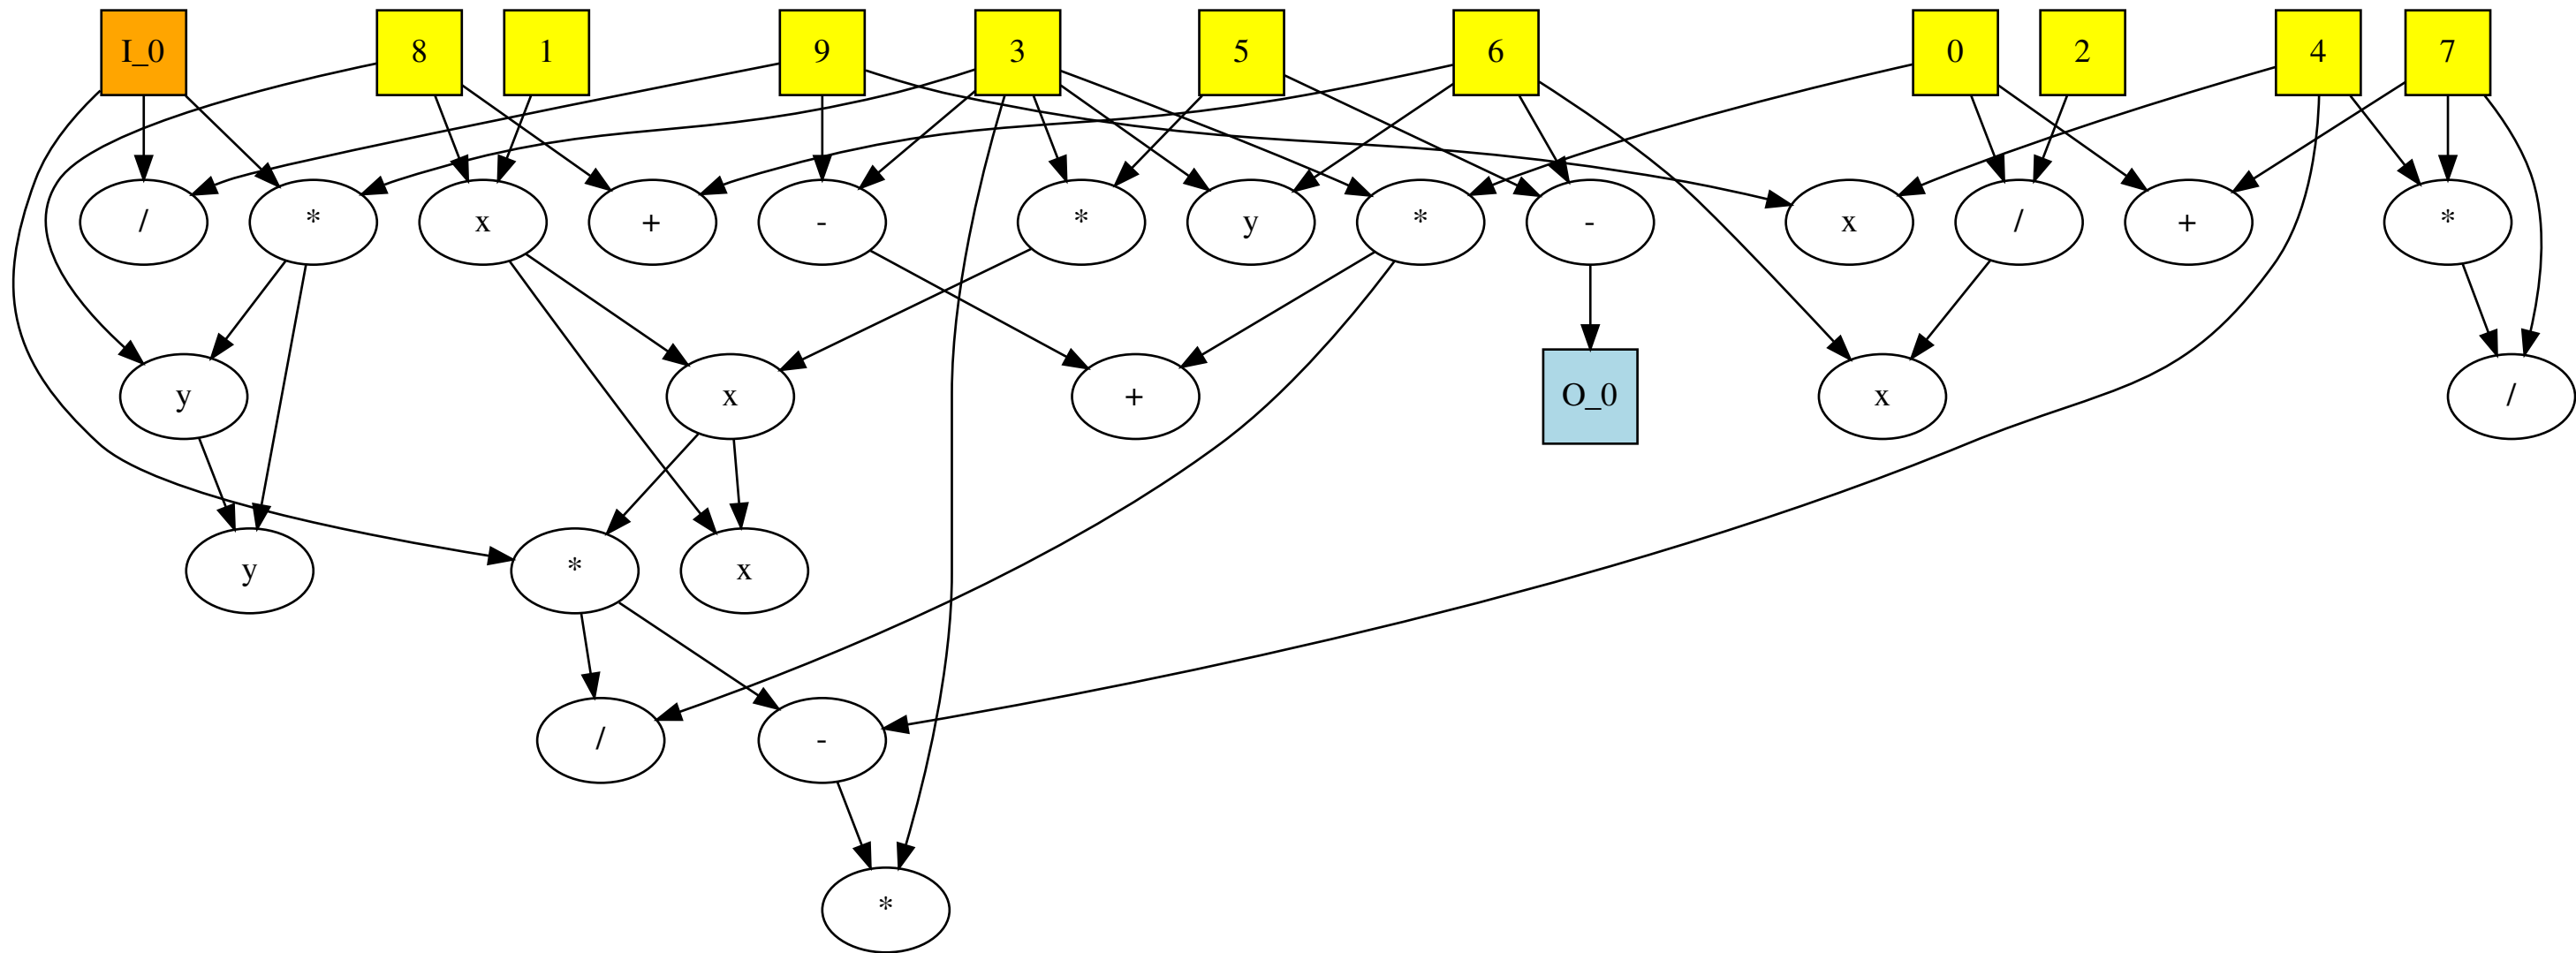 I_0 8 1 9 3 5 6 0 2 4 7
/ * x + - * y * - x / + *
y x + O_0 x /
y * x
/ -
*